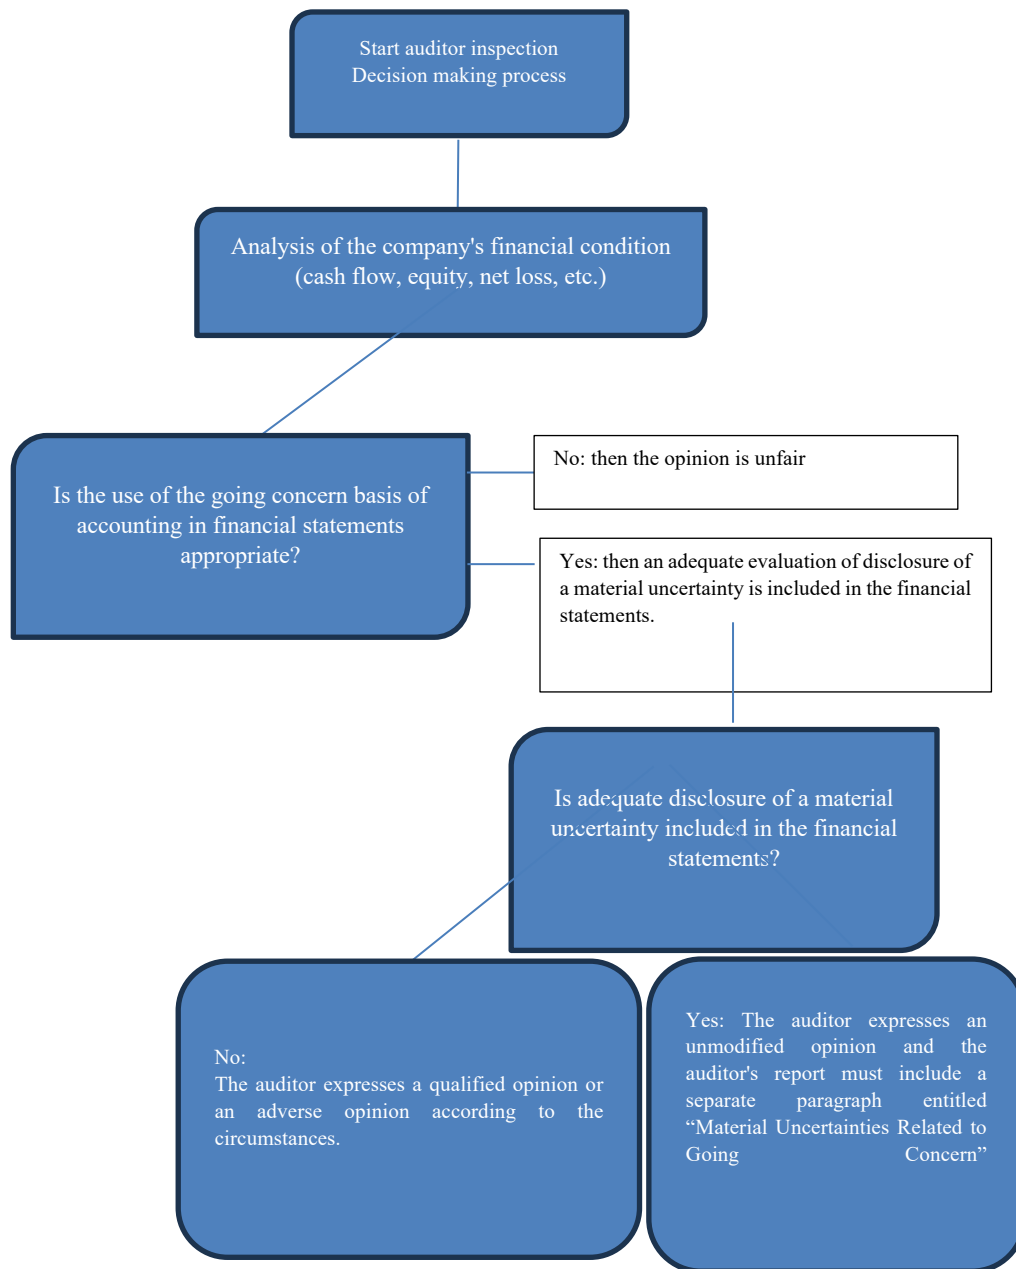 Start auditor inspection
Decision making process
Analysis of the company's financial condition
(cash flow, equity, net loss, etc.)
Is the use of the going concern basis of
accounting in financial statements
appropriate?
No: then the opinion is unfair
Yes: then an adequate evaluation of disclosure of
a material uncertainty is included in the financial
statements.
Is adequate disclosure of a material
uncertainty included in the financial
statements?
No:
The auditor expresses a qualified opinion or
an adverse opinion according to the
circumstances.
Yes: The auditor expresses an
unmodified opinion and the
auditor's report must include a
separate paragraph entitled
“Material Uncertainties Related to
Going Concern”